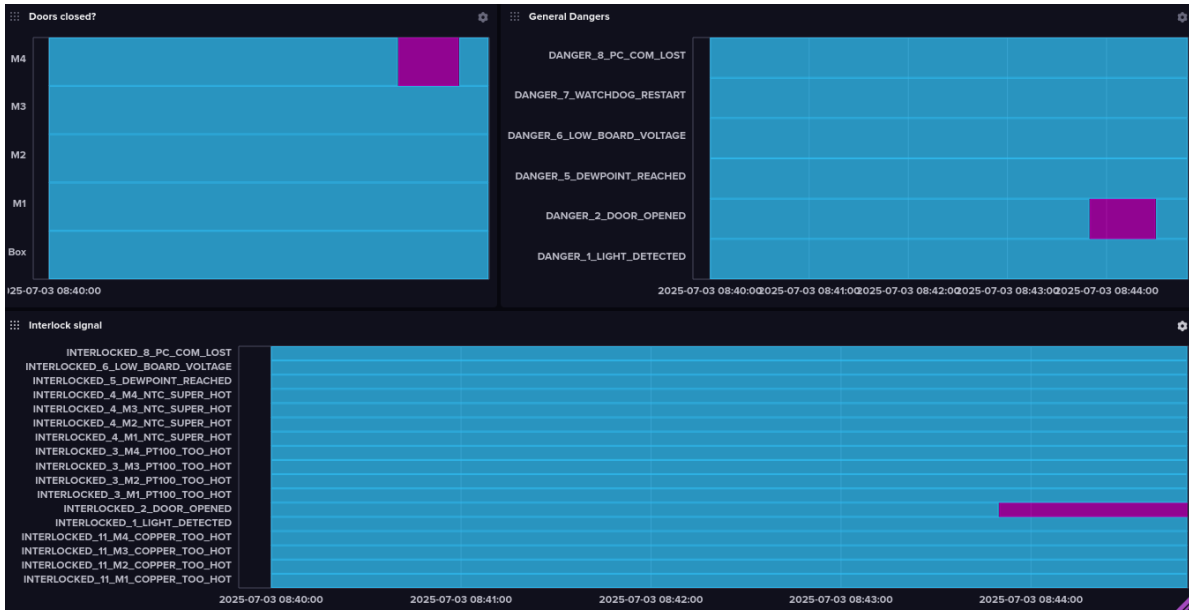 Doors closed?
M4
M3
M2
M1
Box
25-07-03 08:40:00
General Dangers
DANGER_8_PC_COM_LOST
DANGER_7_WATCHDOG_RESTART
DANGER_6_LOW_BOARD_VOLTAGE
DANGER_5_DEWPOINT_REACHED
DANGER_2_DOOR_OPENED
DANGER_1_LIGHT_DETECTED
2025-07-03 08:40:00 2025-07-03 08:41:00 2025-07-03 08:42:00 2025-07-03 08:43:00 2025-07-03 08:44:00
Interlock signal
INTERLOCKED_8_PC_COM_LOST
INTERLOCKED_6_LOW_BOARD_VOLTAGE
INTERLOCKED_5_DEWPOINT_REACHED
INTERLOCKED_4_M4_NTC_SUPER_HOT
INTERLOCKED_4_M3_NTC_SUPER_HOT
INTERLOCKED_4_M2_NTC_SUPER_HOT
INTERLOCKED_4_M1_NTC_SUPER_HOT
INTERLOCKED_3_M4_PT100_TOO_HOT
INTERLOCKED_3_M3_PT100_TOO_HOT
INTERLOCKED_3_M2_PT100_TOO_HOT
INTERLOCKED_3_M1_PT100_TOO_HOT
INTERLOCKED_2_DOOR_OPENED
INTERLOCKED_1_LIGHT_DETECTED
INTERLOCKED_11_M4_COPPER_TOO_HOT
INTERLOCKED_11_M3_COPPER_TOO_HOT
INTERLOCKED_11_M2_COPPER_TOO_HOT
INTERLOCKED_11_M1_COPPER_TOO_HOT
2025-07-03 08:40:00 2025-07-03 08:41:00 2025-07-03 08:42:00 2025-07-03 08:43:00 2025-07-03 08:44:00